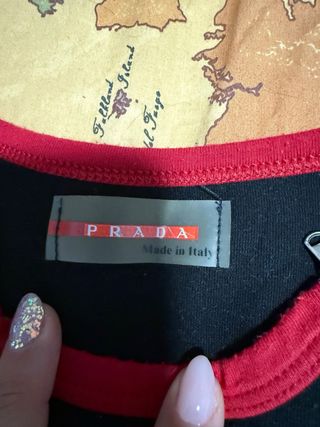 Falkland
Island
del Fuego
PRADA
Made in Italy